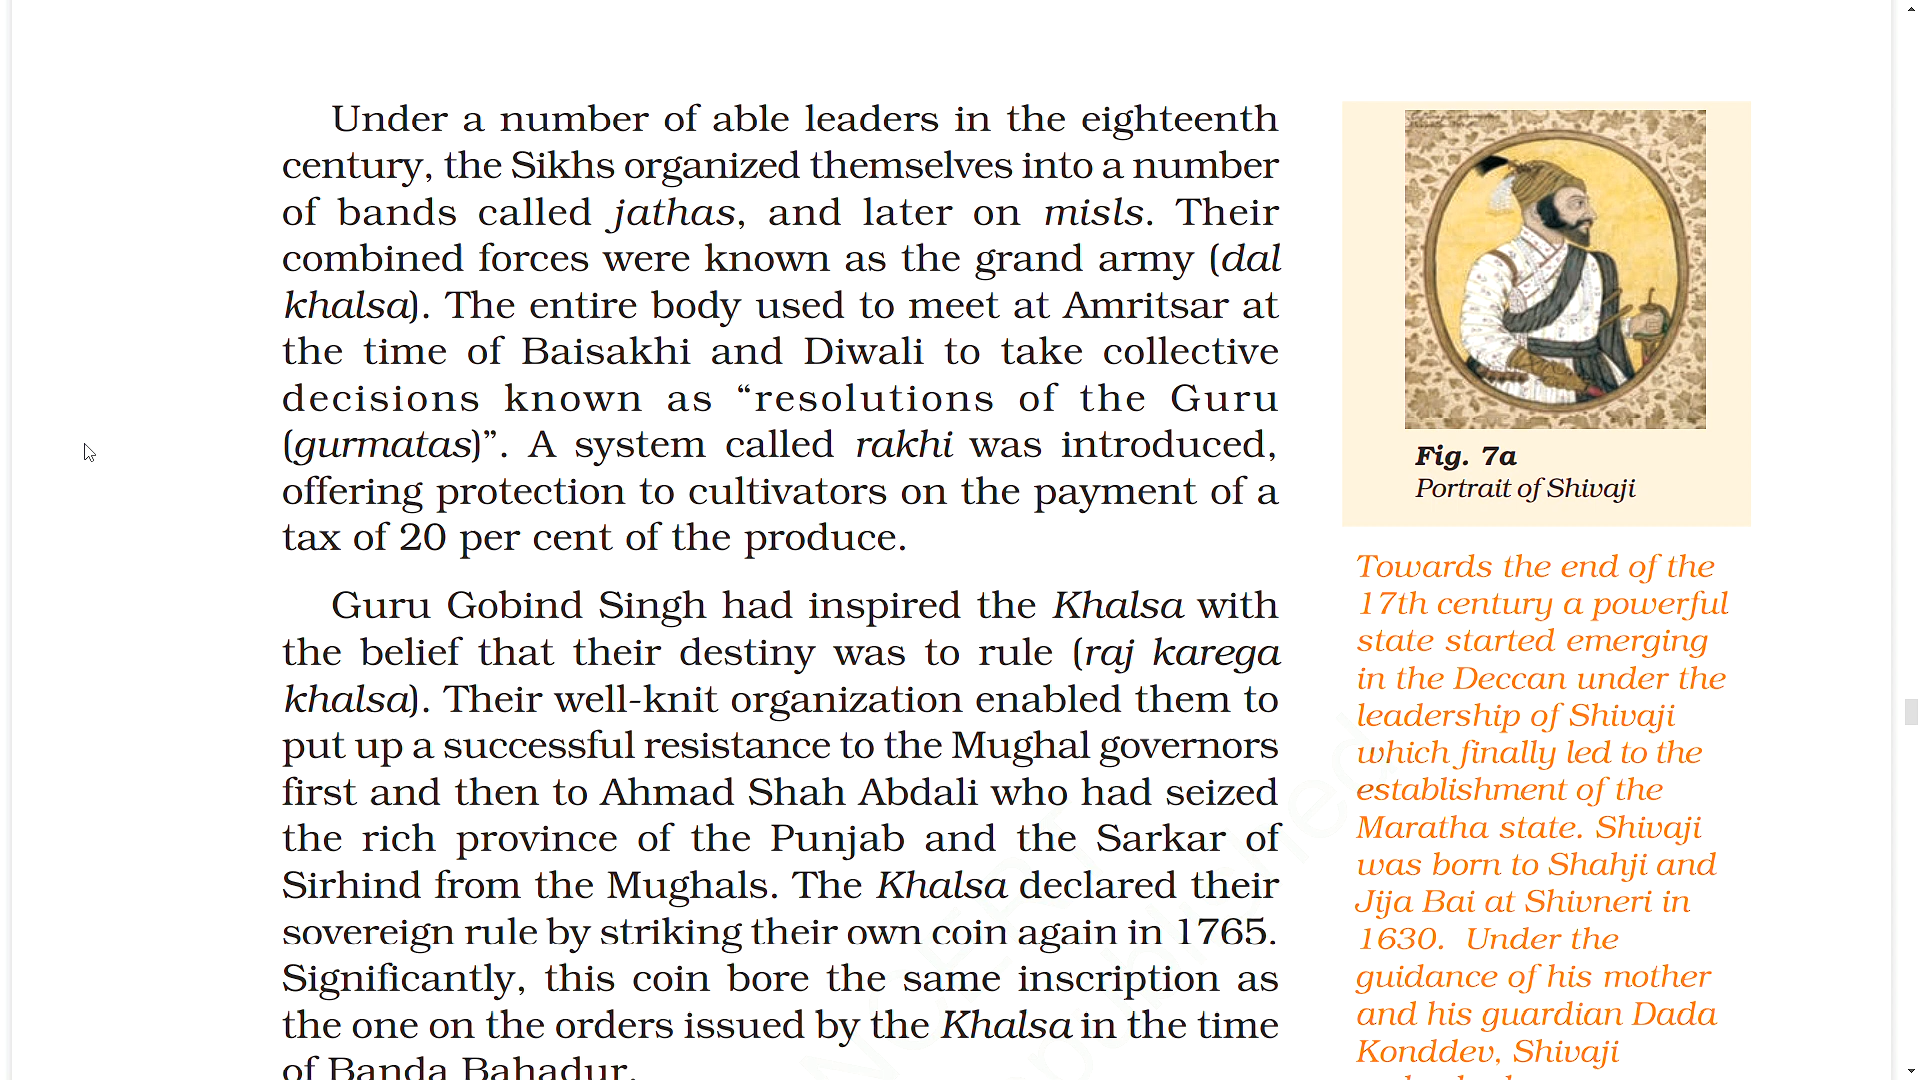 Under a number of able leaders in the eighteenth
century, the Sikhs organized themselves into a number
of bands called jathas, and later on misls. Their
combined forces were known as the grand army (dal
khalsa). The entire body used to meet at Amritsar at
the time of Baisakhi and Diwali to take collective
decisions known as “resolutions of the Guru
(gurmatas)”. A system called rakhi was introduced,
offering protection to cultivators on the payment of a
tax of 20 per cent of the produce.
Guru Gobind Singh had inspired the Khalsa with
the belief that their destiny was to rule (raj karega
khalsa). Their well-knit organization enabled them to
put up a successful resistance to the Mughal governors
first and then to Ahmad Shah Abdali who had seized
the rich province of the Punjab and the Sarkar of
Sirhind from the Mughals. The Khalsa declared their
sovereign rule by striking their own coin again in 1765.
Significantly, this coin bore the same inscription as
the one on the orders issued by the Khalsa in the time
of Banda Bahadur.
Fig. 7a
Portrait of Shivaji
Towards the end of the
17th century a powerful
state started emerging
in the Deccan under the
leadership of Shivaji
which finally led to the
establishment of the
Maratha state. Shivaji
was born to Shahji and
Jija Bai at Shivneri in
1630. Under the
guidance of his mother
and his guardian Dada
Konddev, Shivaji